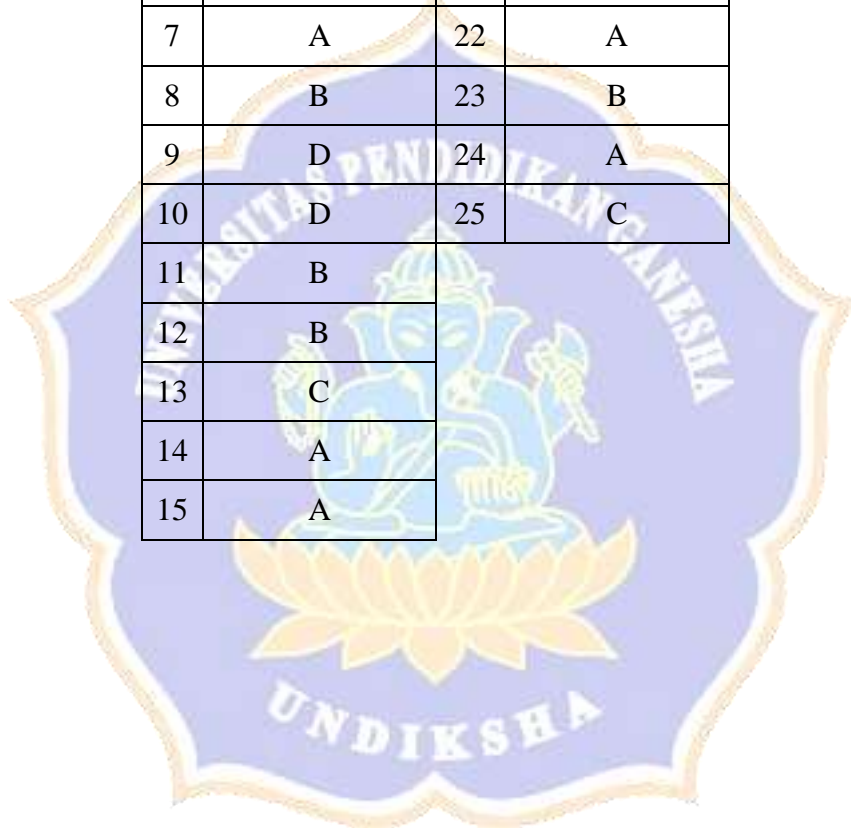 7 A 22 A
8 B 23 B
9 D 24 A
10 D 25 C
11 B
12 B
13 C
14 A
15 A
UNIVERSITAS PENDIDIKAN GANESHA
UNDIKSHA